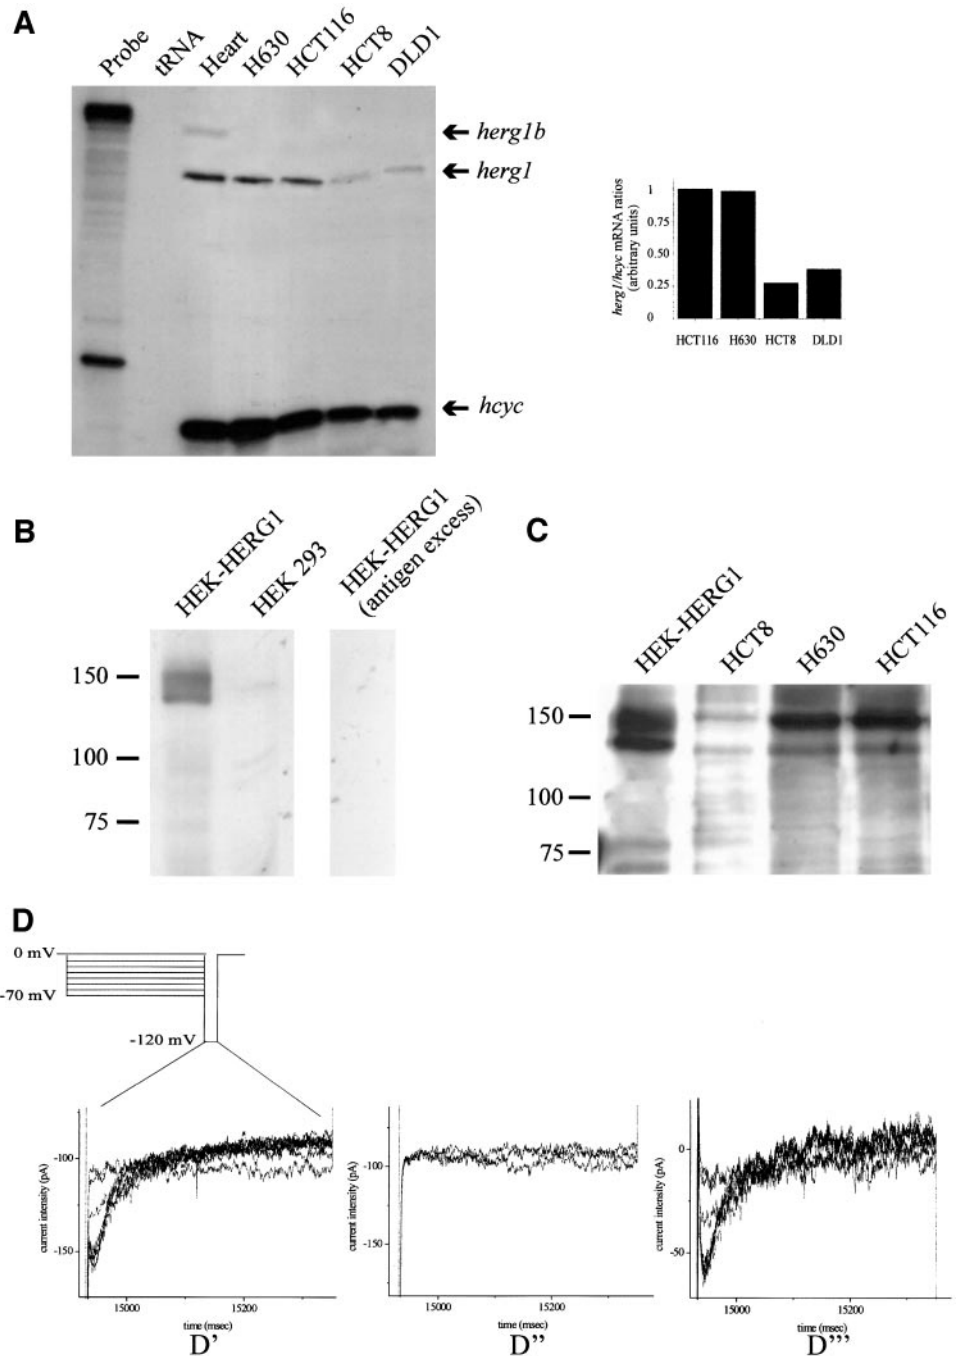 A
Probe
tRNA
Heart
H630
HCT116
HCT8
DLD1
herg1b
herg1
hcyc
herg1/hcyc mRNA ratios
(arbitrary units)
1
0.75
0.50
0.25
0
HCT116 H630 HCT8 DLD1
B
HEK-HERG1
HEK 293
HEK-HERG1
(antigen excess)
150
100
75
C
HEK-HERG1
HCT8
H630
HCT116
150
100
75
D
0 mV
-70 mV
-120 mV
current intensity (pA)
-100
-150
15000 15200
time (msec)
D'
current intensity (pA)
-100
-150
15000 15200
time (msec)
D''
current intensity (pA)
0
-50
15000 15200
time (msec)
D'''